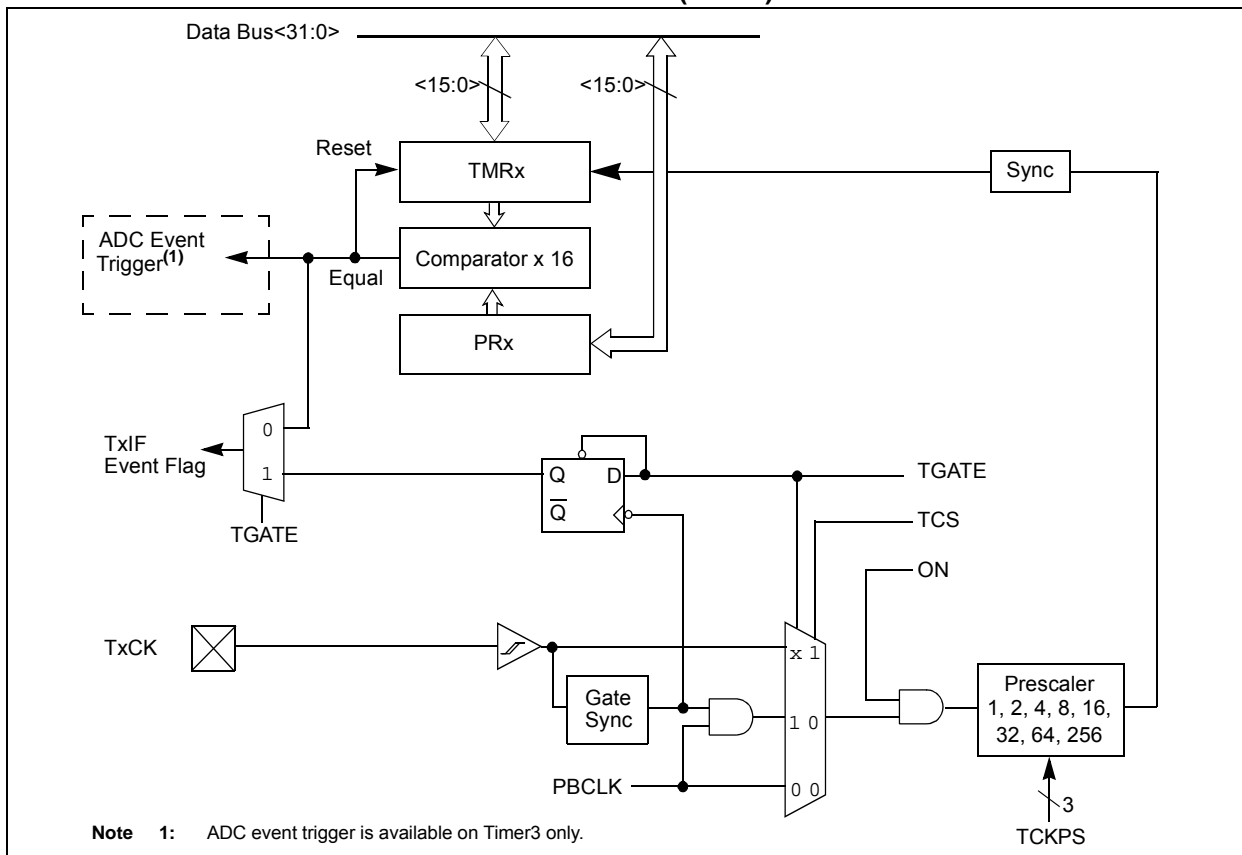 Data Bus<31:0>
<15:0>
<15:0>
Reset
TMRx
Sync
ADC Event
Trigger(1)
Equal
Comparator x 16
PRx
0
1
TxIF
Event Flag
TGATE
Q
D
Q
TGATE
TCS
ON
TxCK
x 1
Gate
Sync
1 0
Prescaler
1, 2, 4, 8, 16,
32, 64, 256
PBCLK
0 0
3
TCKPS
Note 1: ADC event trigger is available on Timer3 only.